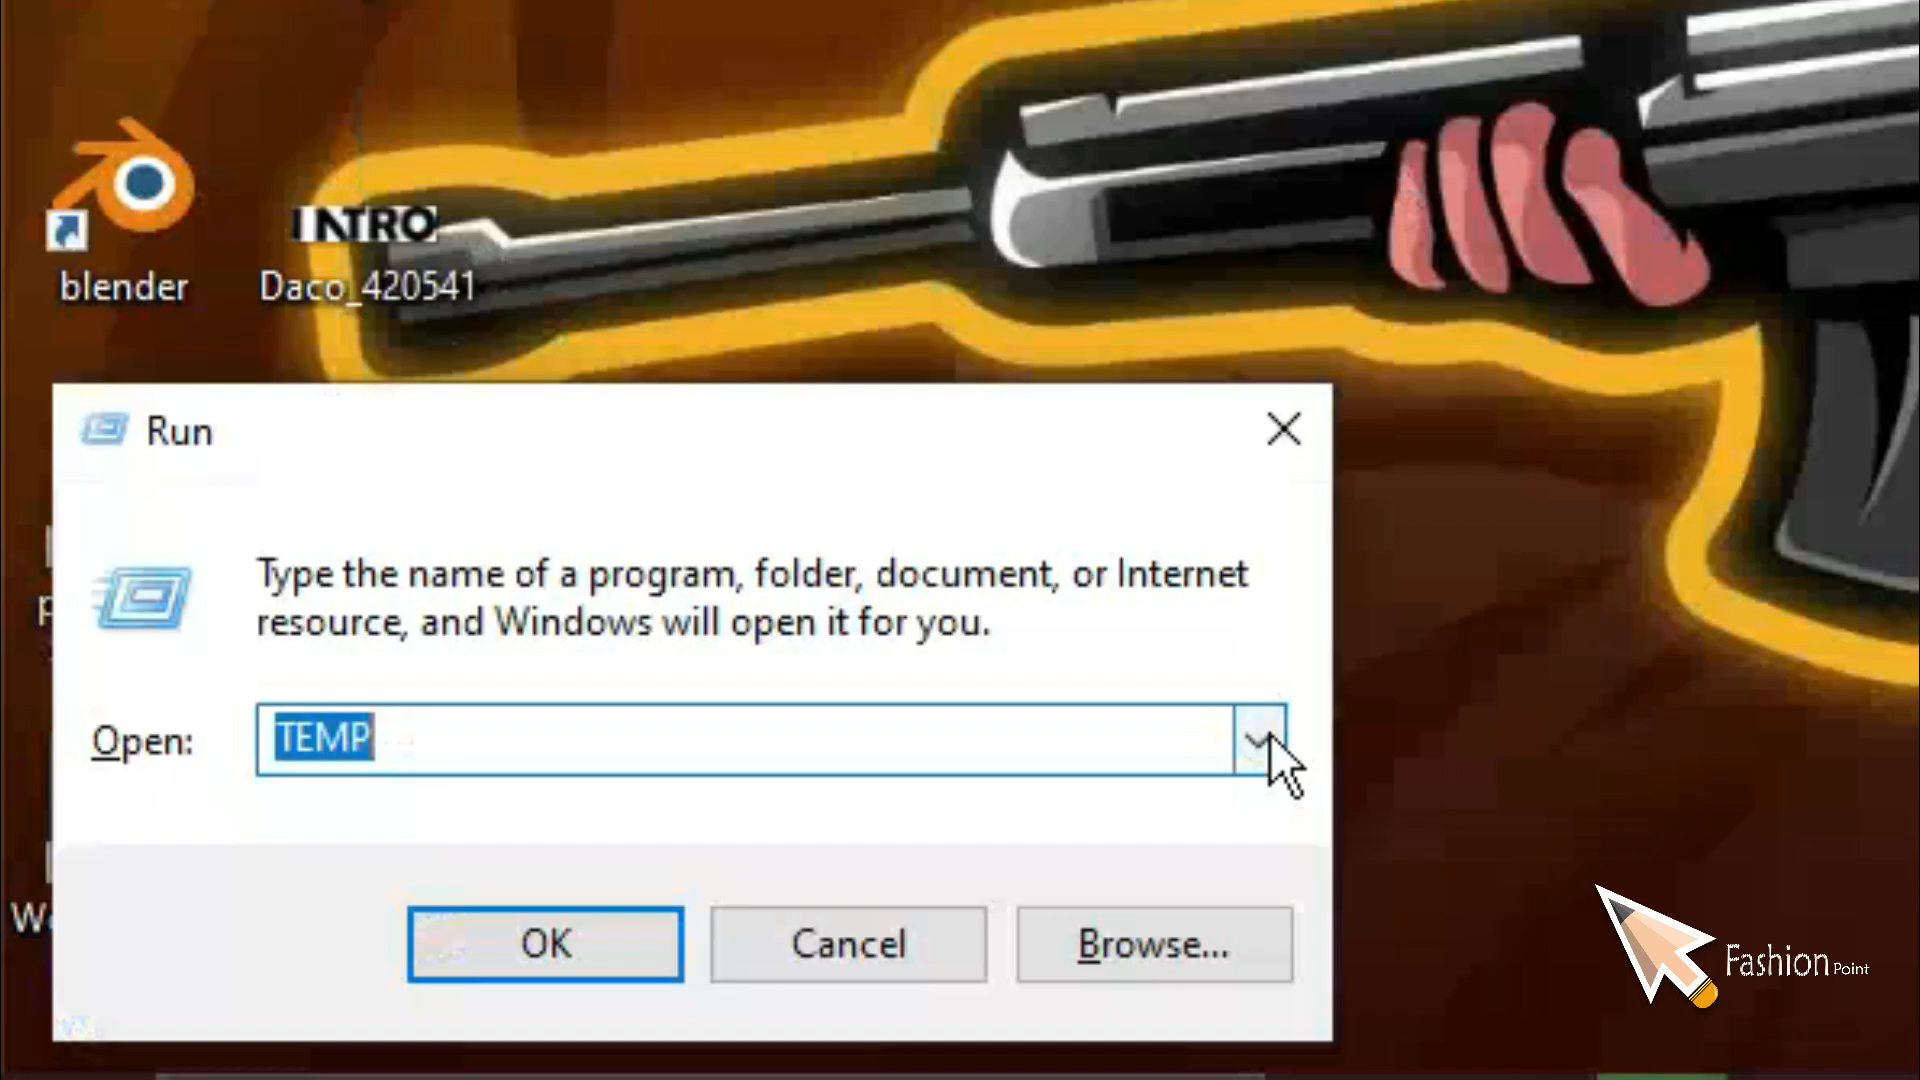 INTRO
blender
Daco_420541
Run
Type the name of a program, folder, document, or Internet
resource, and Windows will open it for you.
Open:
TEMP
OK
Cancel
Browse...
Fashion Point